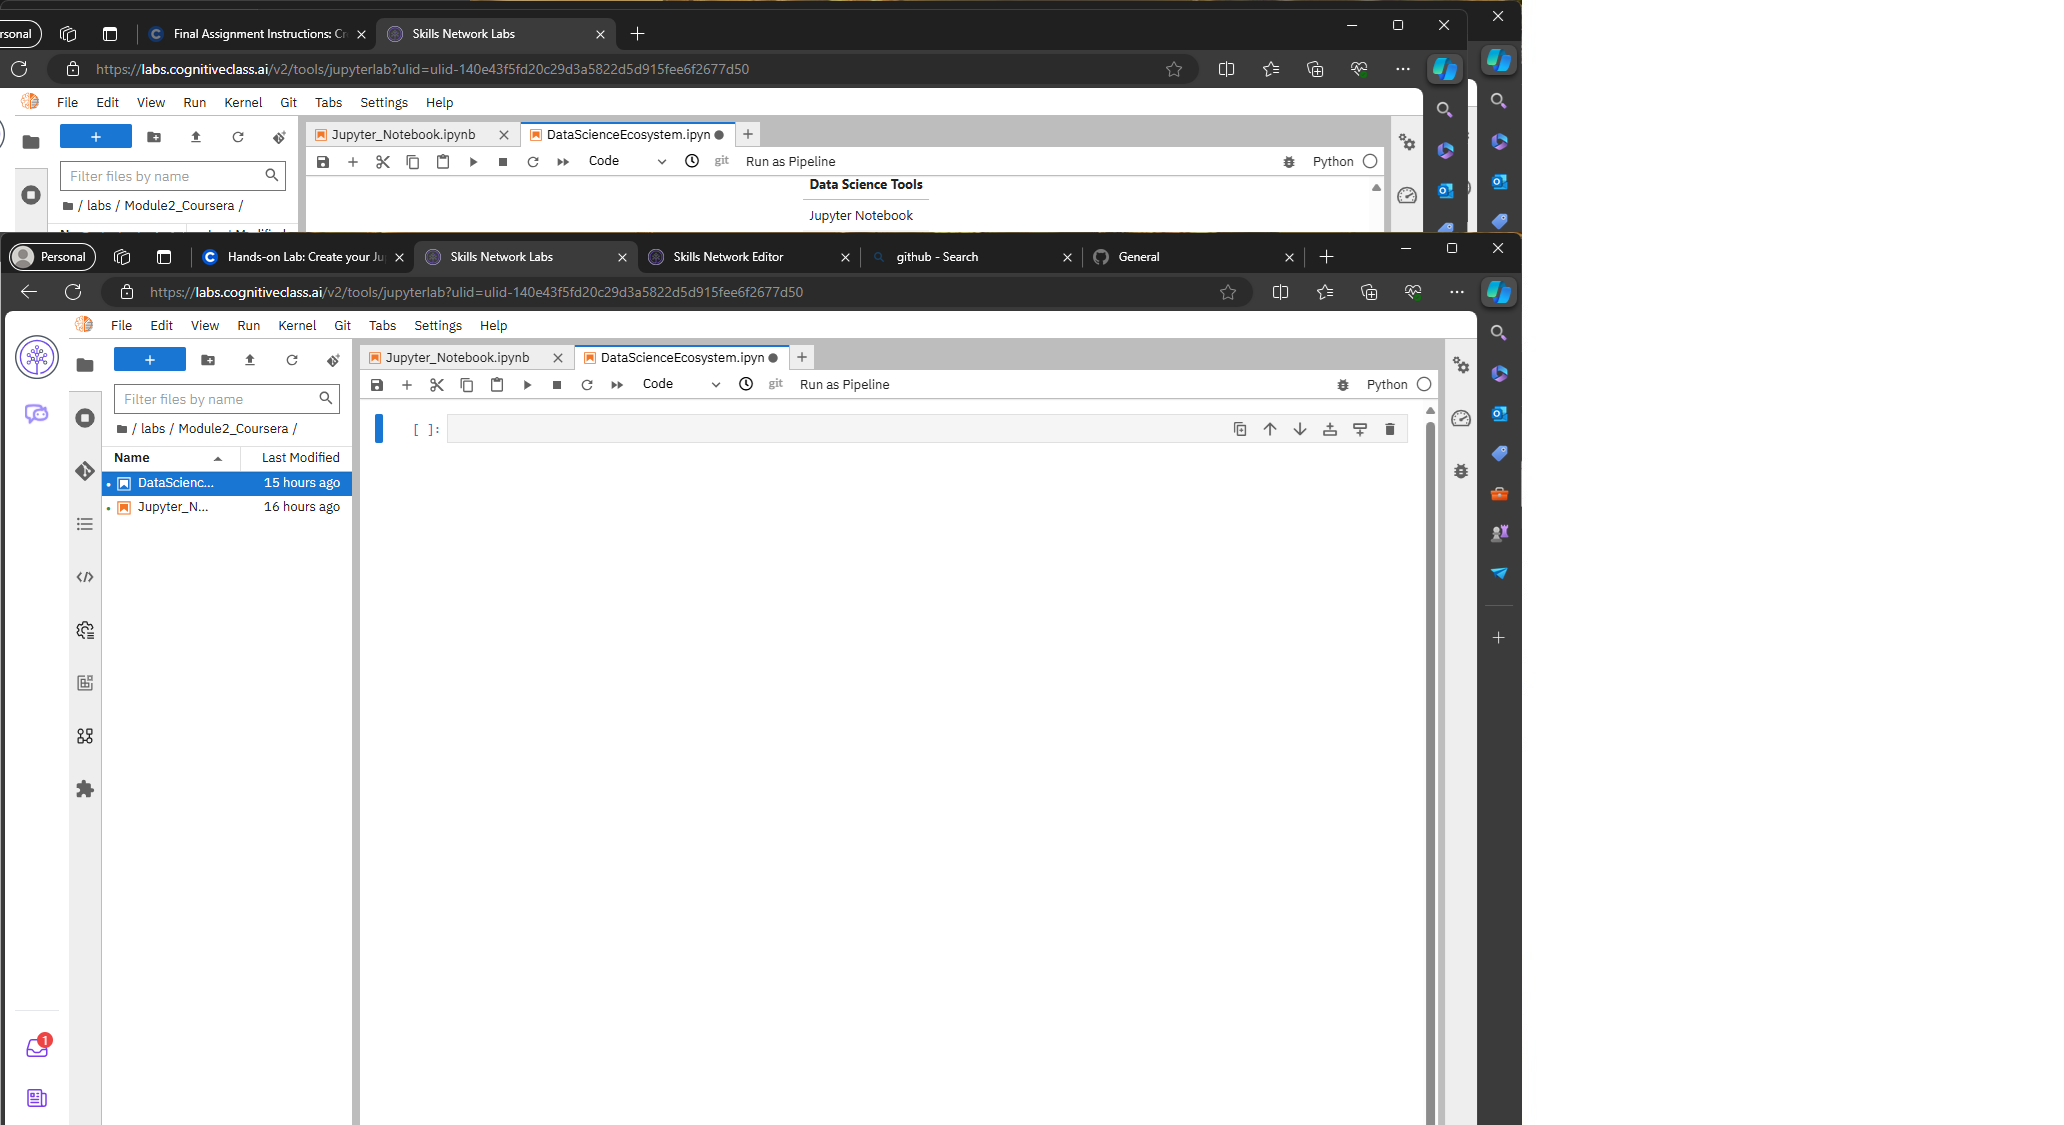 rsonal
Final Assignment Instructions: Cr
Skills Network Labs
https://labs.cognitiveclass.ai/v2/tools/jupyterlab?ulid=ulid-140e43f5fd20c29d3a5822d5d915fee6f2677d50
File Edit View Run Kernel Git Tabs Settings Help
Jupyter_Notebook.ipynb
DataScienceEcosystem.ipyn
Code
git
Run as Pipeline
Python
Filter files by name
/ labs / Module2_Coursera /
Data Science Tools
Jupyter Notebook
Personal
Hands-on Lab: Create your Ju
Skills Network Labs
Skills Network Editor
github - Search
General
https://labs.cognitiveclass.ai/v2/tools/jupyterlab?ulid=ulid-140e43f5fd20c29d3a5822d5d915fee6f2677d50
File Edit View Run Kernel Git Tabs Settings Help
Jupyter_Notebook.ipynb
DataScienceEcosystem.ipyn
Code
git
Run as Pipeline
Python
Filter files by name
/ labs / Module2_Coursera /
Name Last Modified
DataScienc... 15 hours ago
Jupyter_N... 16 hours ago
[ ]:
1